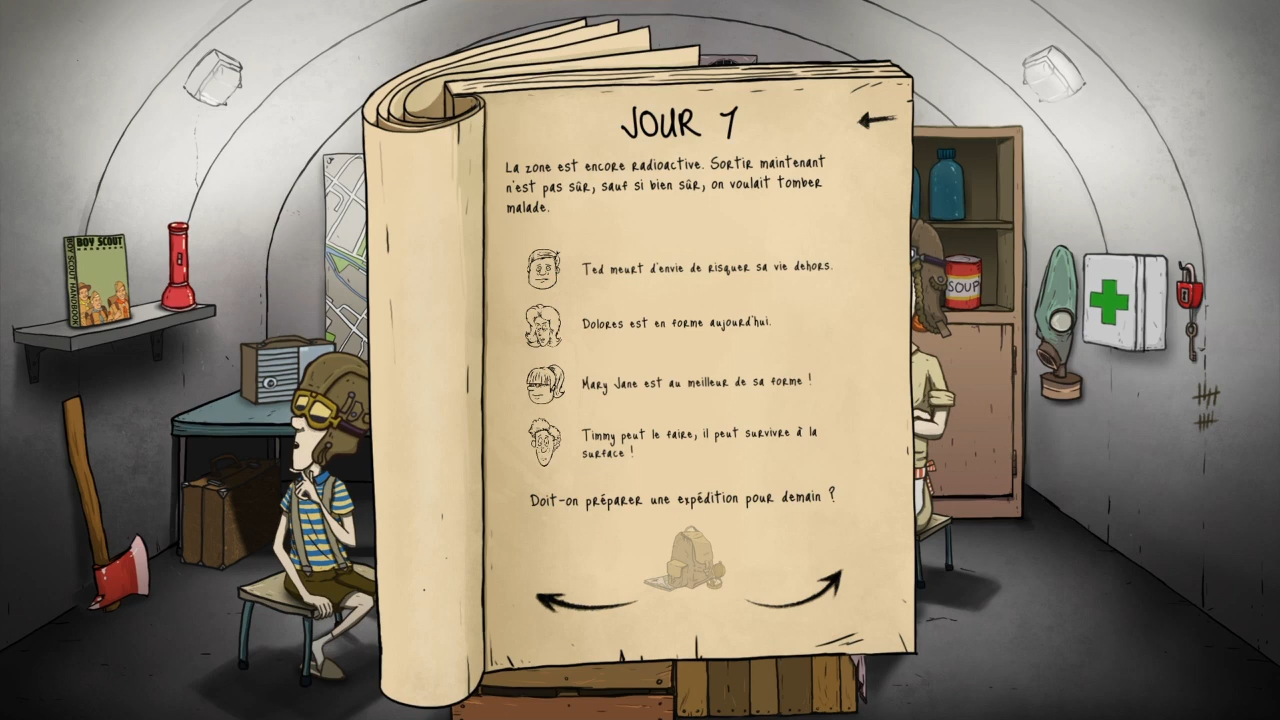 JOUR 7
La zone est encore radioactive. Sortir maintenant
n'est pas sûr, sauf si bien sûr, on voulait tomber
malade.
Ted meurt d'envie de risquer sa vie dehors.
Dolores est en forme aujourd'hui.
Mary Jane est au meilleur de sa forme !
Timmy peut le faire, il peut survivre à la
surface !
Doit-on préparer une expédition pour demain ?
BOY SCOUT
BOY SCOUT HANDBOOK
SOUP